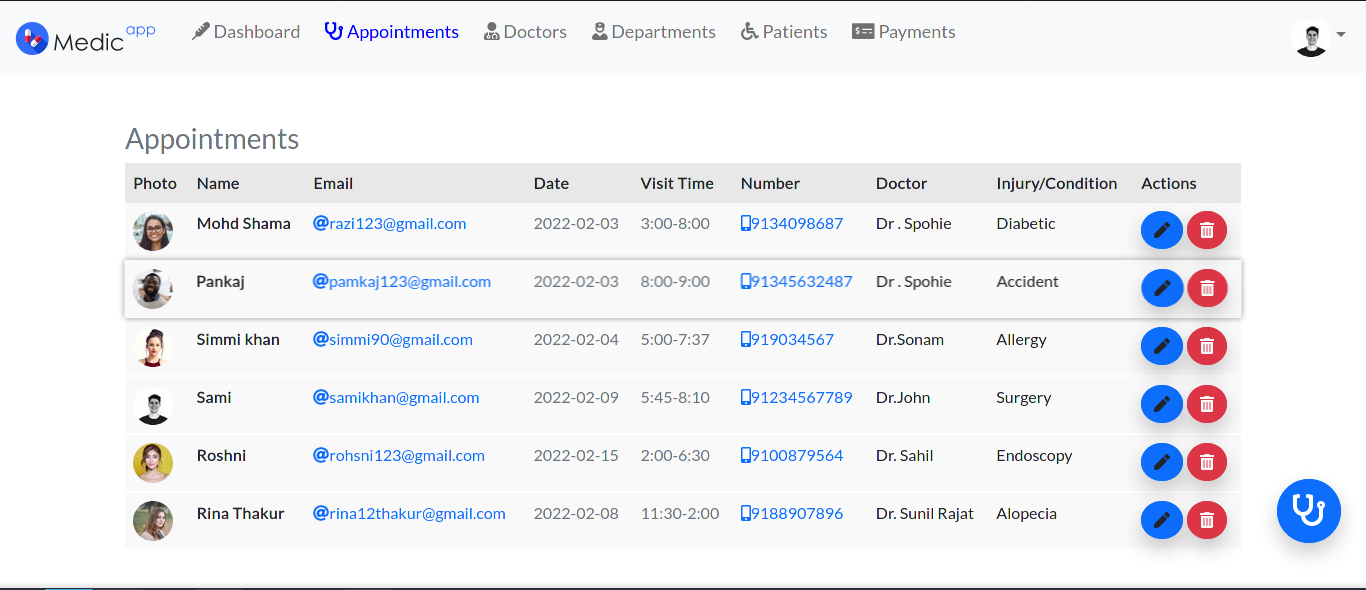 Medic app Dashboard Appointments Doctors Departments Patients Payments
Appointments
Photo Name Email Date Visit Time Number Doctor Injury/Condition Actions
Mohd Shama @razi123@gmail.com 2022-02-03 3:00-8:00 9134098687 Dr . Spohie Diabetic
Pankaj @pamkaj123@gmail.com 2022-02-03 8:00-9:00 91345632487 Dr . Spohie Accident
Simmi khan @simmi90@gmail.com 2022-02-04 5:00-7:37 919034567 Dr.Sonam Allergy
Sami @samikhan@gmail.com 2022-02-09 5:45-8:10 91234567789 Dr.John Surgery
Roshni @rohsni123@gmail.com 2022-02-15 2:00-6:30 9100879564 Dr. Sahil Endoscopy
Rina Thakur @rina12thakur@gmail.com 2022-02-08 11:30-2:00 9188907896 Dr. Sunil Rajat Alopecia